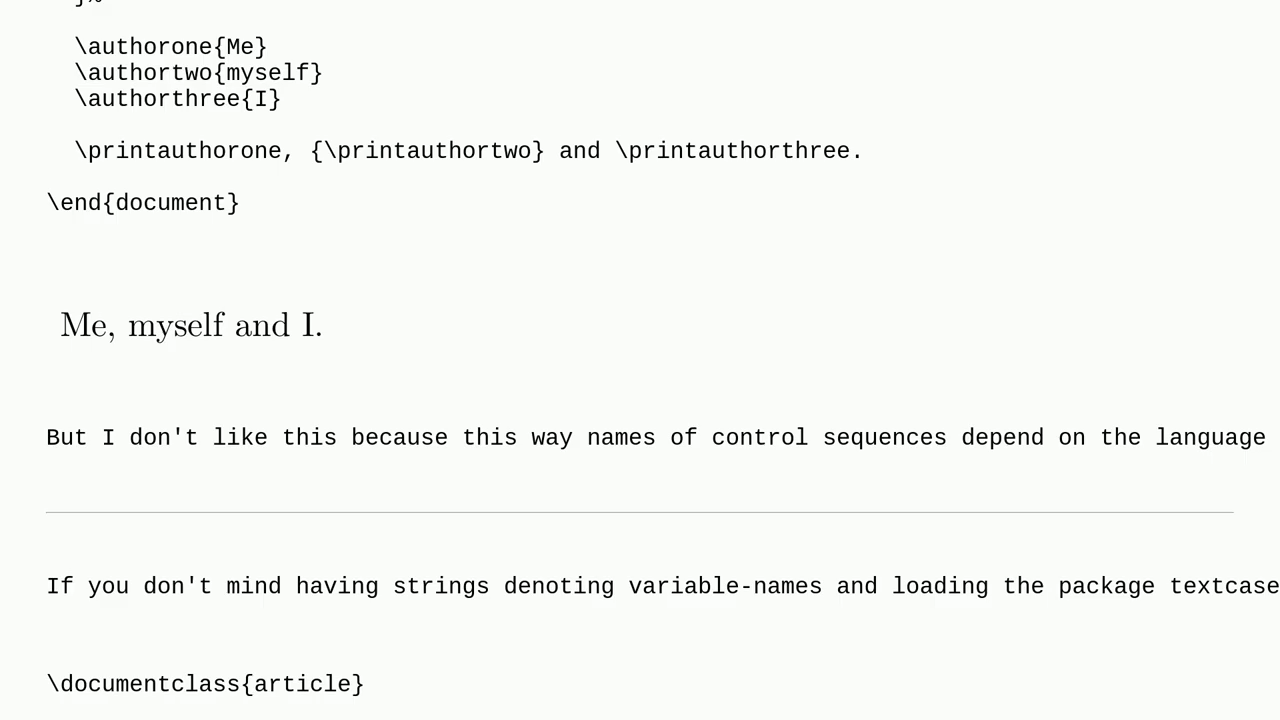 }%
\authorone{Me}
\authortwo{myself}
\authorthree{I}
\printauthorone, {\printauthortwo} and \printauthorthree.
\end{document}
Me, myself and I.
But I don't like this because this way names of control sequences depend on the language
If you don't mind having strings denoting variable-names and loading the package textcase
\documentclass{article}